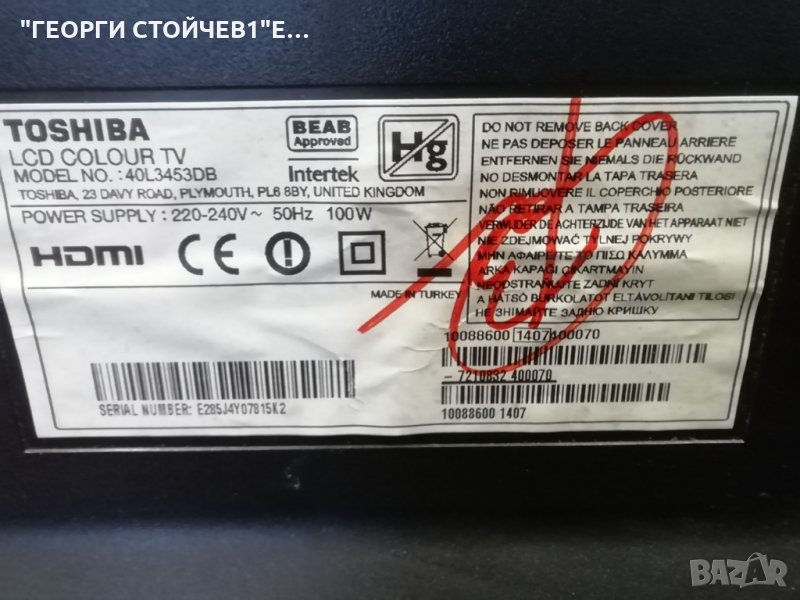 "ГЕОРГИ СТОЙЧЕВ1"Е...
TOSHIBA
LCD COLOUR TV
MODEL NO. : 40L3453DB
TOSHIBA, 23 DAVY ROAD, PLYMOUTH, PL6 8BY, UNITED KINGDOM
POWER SUPPLY : 220-240V~ 50Hz 100W
BEAB
Approved
Intertek
Hg
HDMI
CE
MADE IN TURKEY
SERIAL NUMBER: E285J4Y07815K2
DO NOT REMOVE BACK COVER
NE PAS DEPOSER LE PANNEAU ARRIERE
ENTFERNEN SIE NIEMALS DIE RÜCKWAND
NO DESMONTAR LA TAPA TRASERA
NON RIMUOVERE IL COPERCHIO POSTERIORE
NÃO RETIRAR A TAMPA TRASEIRA
VERWIJDER DE ACHTERZIJDE VAN HET APPARAAT NIET
NIE ZDEJMOWAĆ TYLNEJ POKRYWY
ΜΗΝ ΑΦΑΙΡΕΙΤΕ ΤΟ ΠΙΣΩ ΚΑΛΥΜΜΑ
ARKA KAPAGI ÇIKARTMAYIN
NEODSTRAŇUJTE ZADNÍ KRYT
A HÁTSÓ BURKOLATOT ELTÁVOLÍTANI TILOS!
НЕ ЗНІМАЙТЕ ЗАДНЮ КРИШКУ
10088600 1407400070
- 7210832 400070
10088600 1407
BAZAR